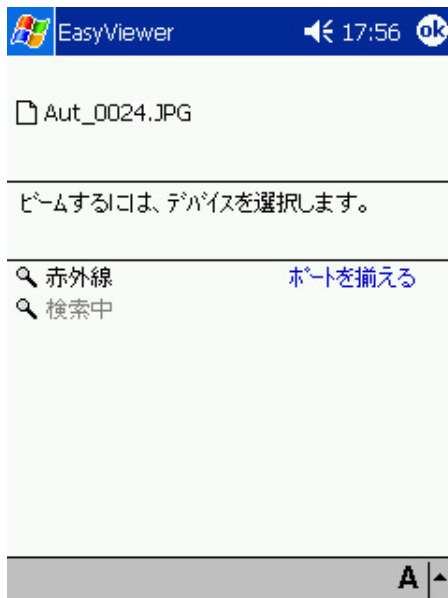 EasyViewer 17:56 ok
Aut_0024.JPG
ビームするには、デバイスを選択します。
赤外線 ポートを揃える
検索中
A